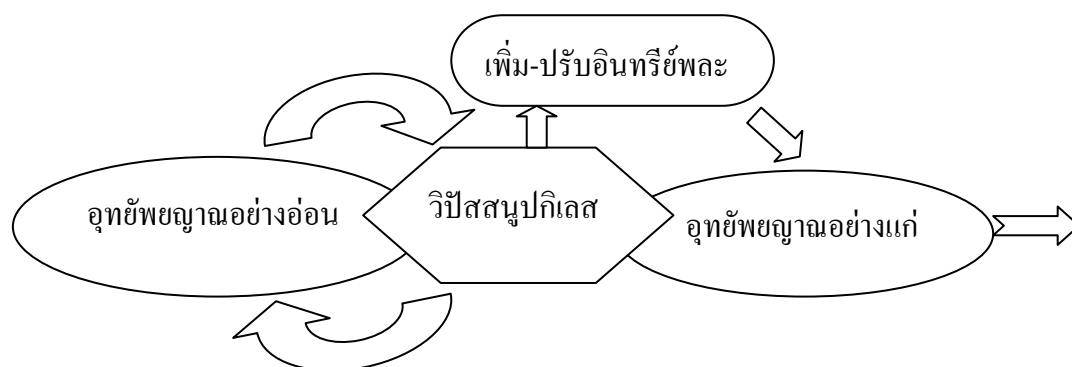 เพิ่ม-ปรับอินทรีย์พละ
อุทยัพยญาณอย่างอ่อน
วิปัสสนูปกิเลส
อุทยัพยญาณอย่างแก่